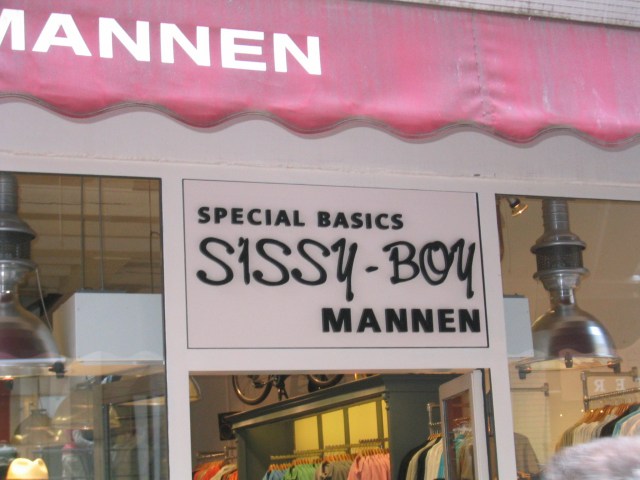 MANNEN
SPECIAL BASICS
SISSY-BOY
MANNEN
E R